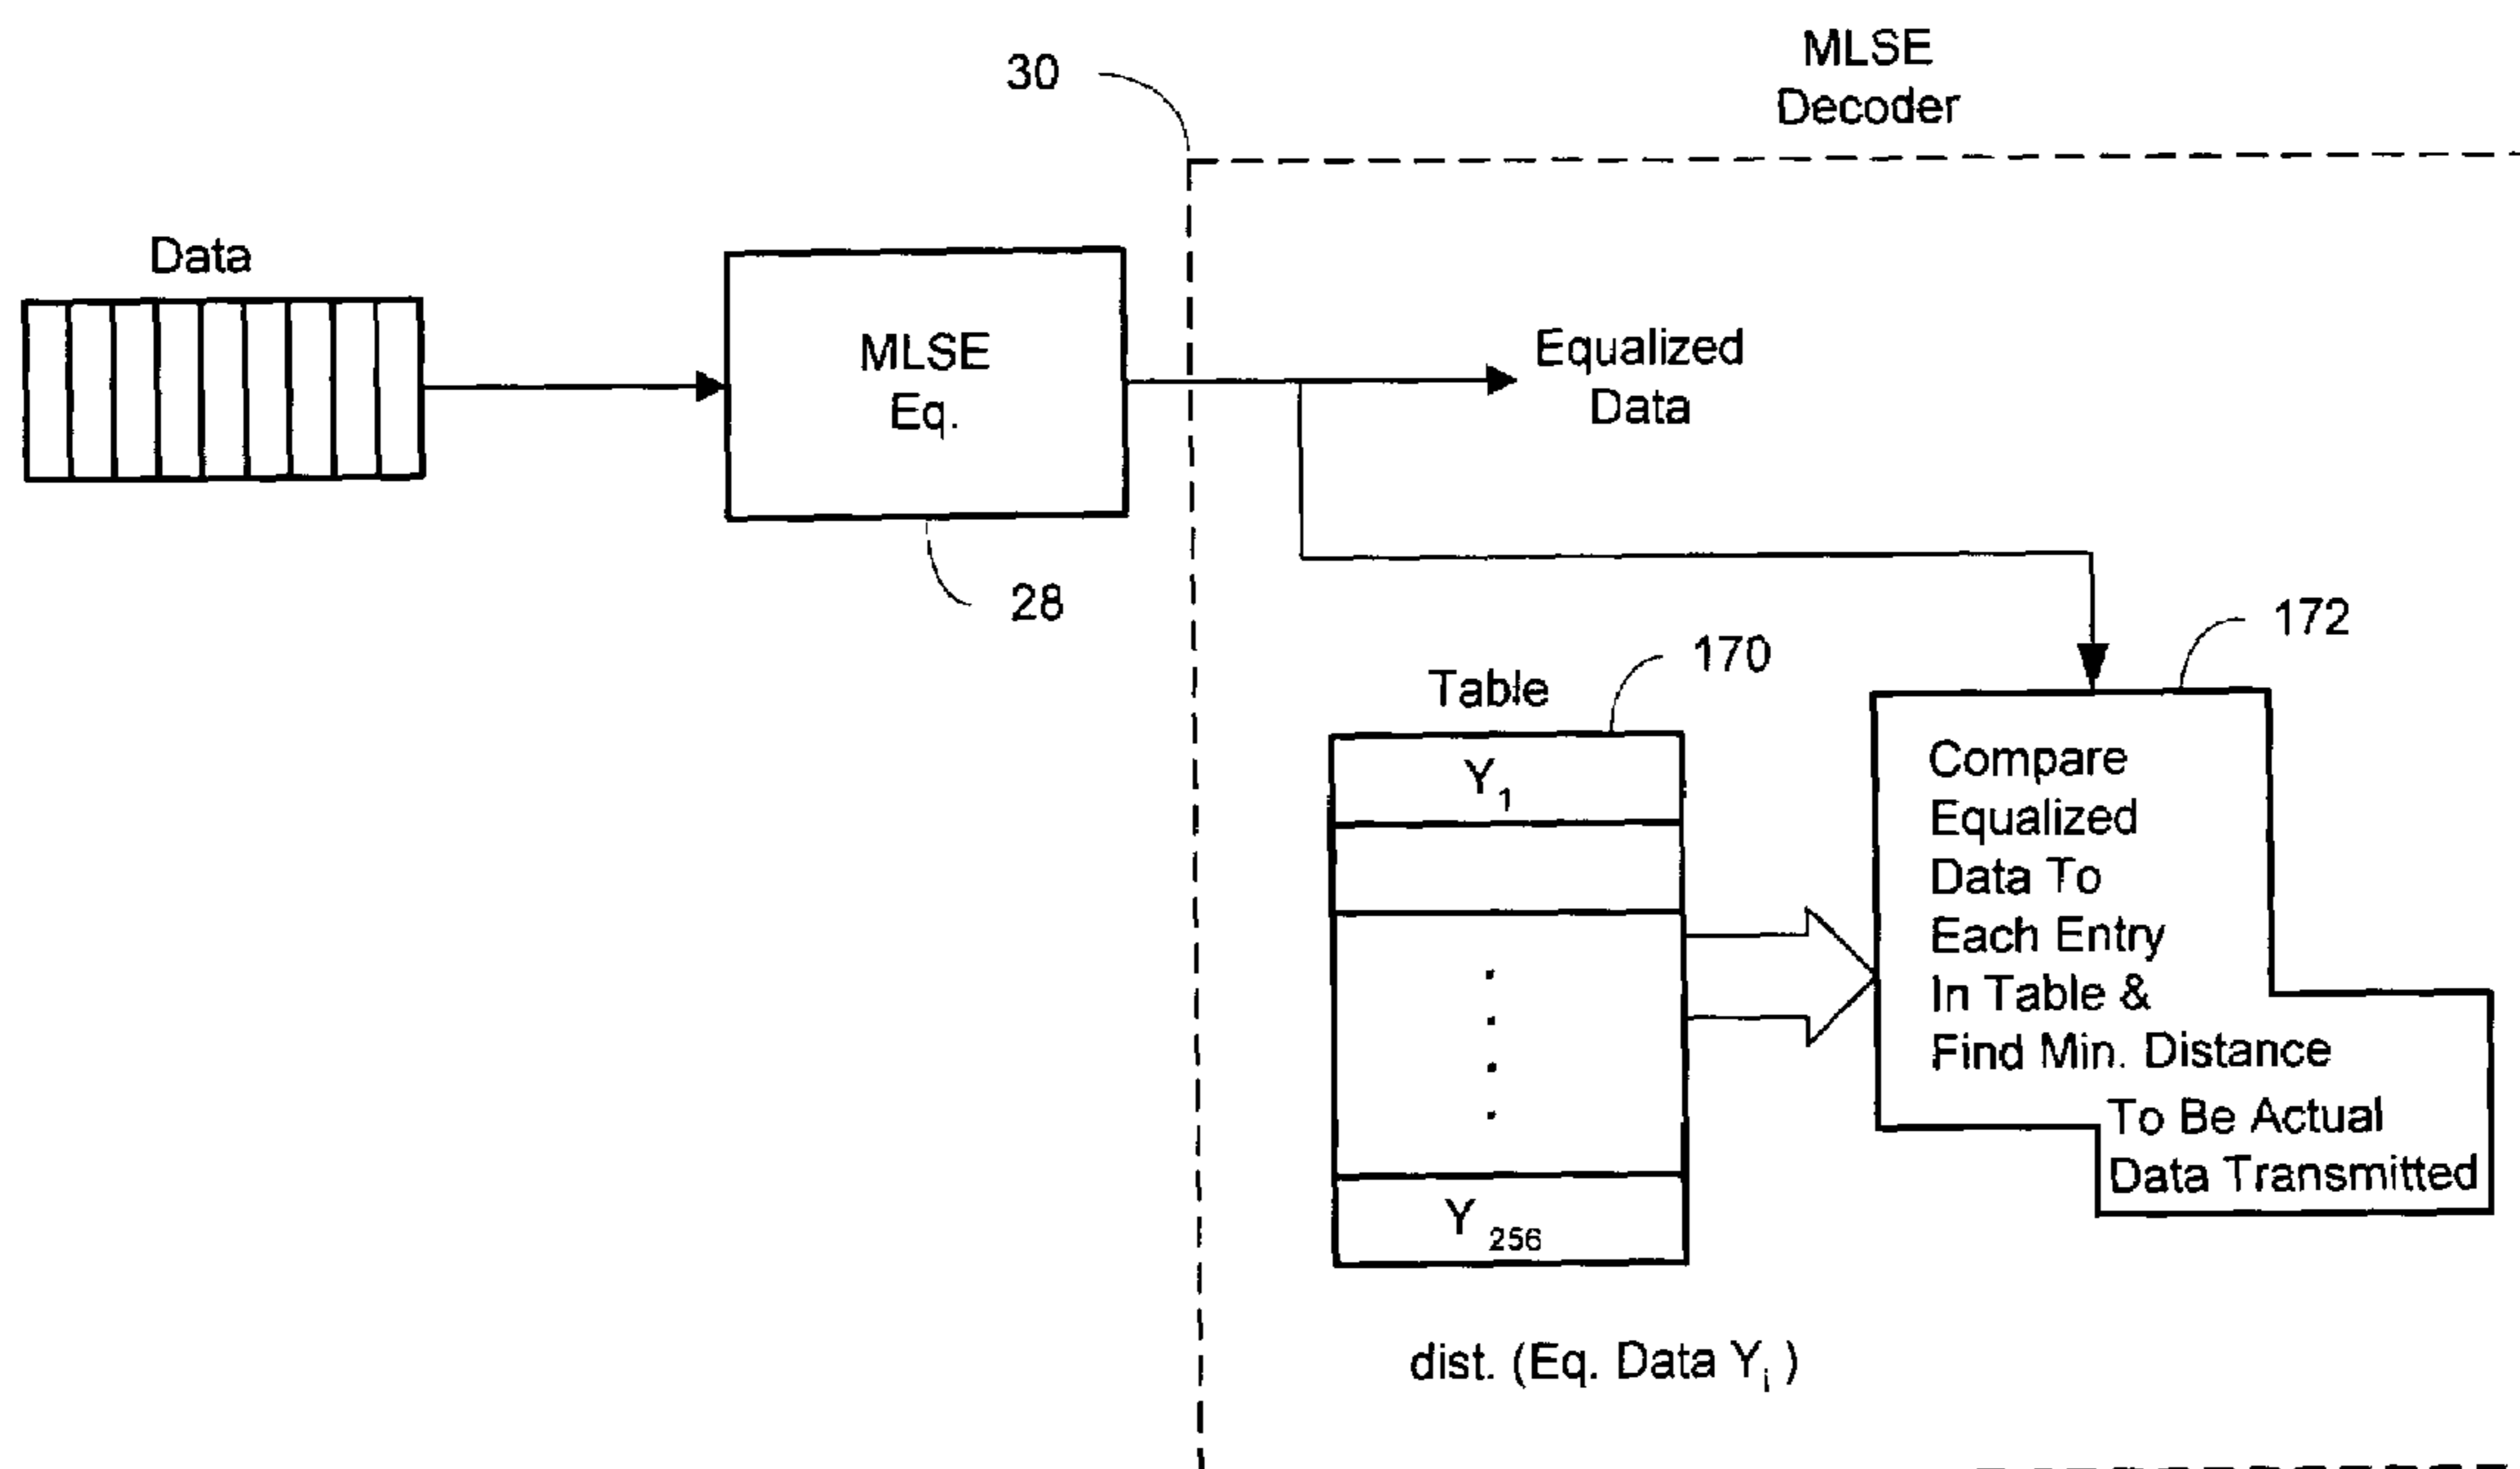 MLSE
Decoder
30
Data
MLSE
Eq.
28
Equalized
Data
Table
170
172
Y1
Y256
Compare
Equalized
Data To
Each Entry
In Table &
Find Min. Distance
To Be Actual
Data Transmitted
dist. (Eq. Data Yi )